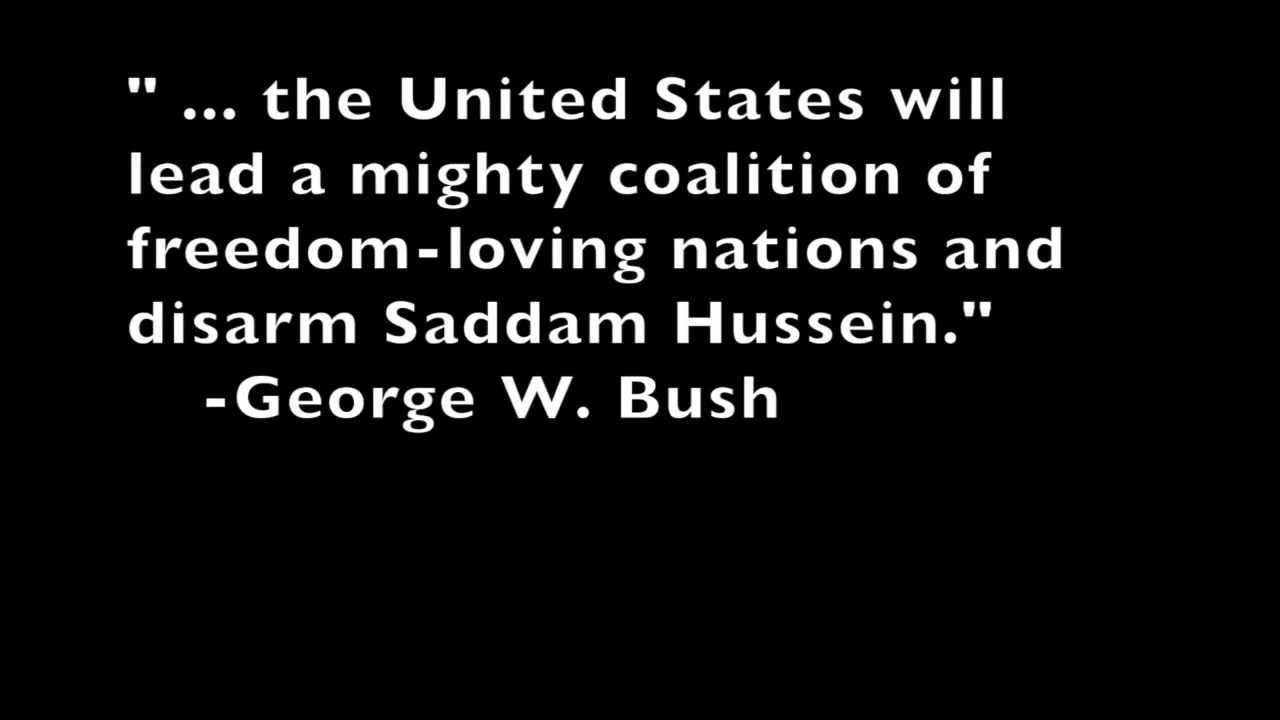 " ... the United States will
lead a mighty coalition of
freedom-loving nations and
disarm Saddam Hussein."
-George W. Bush